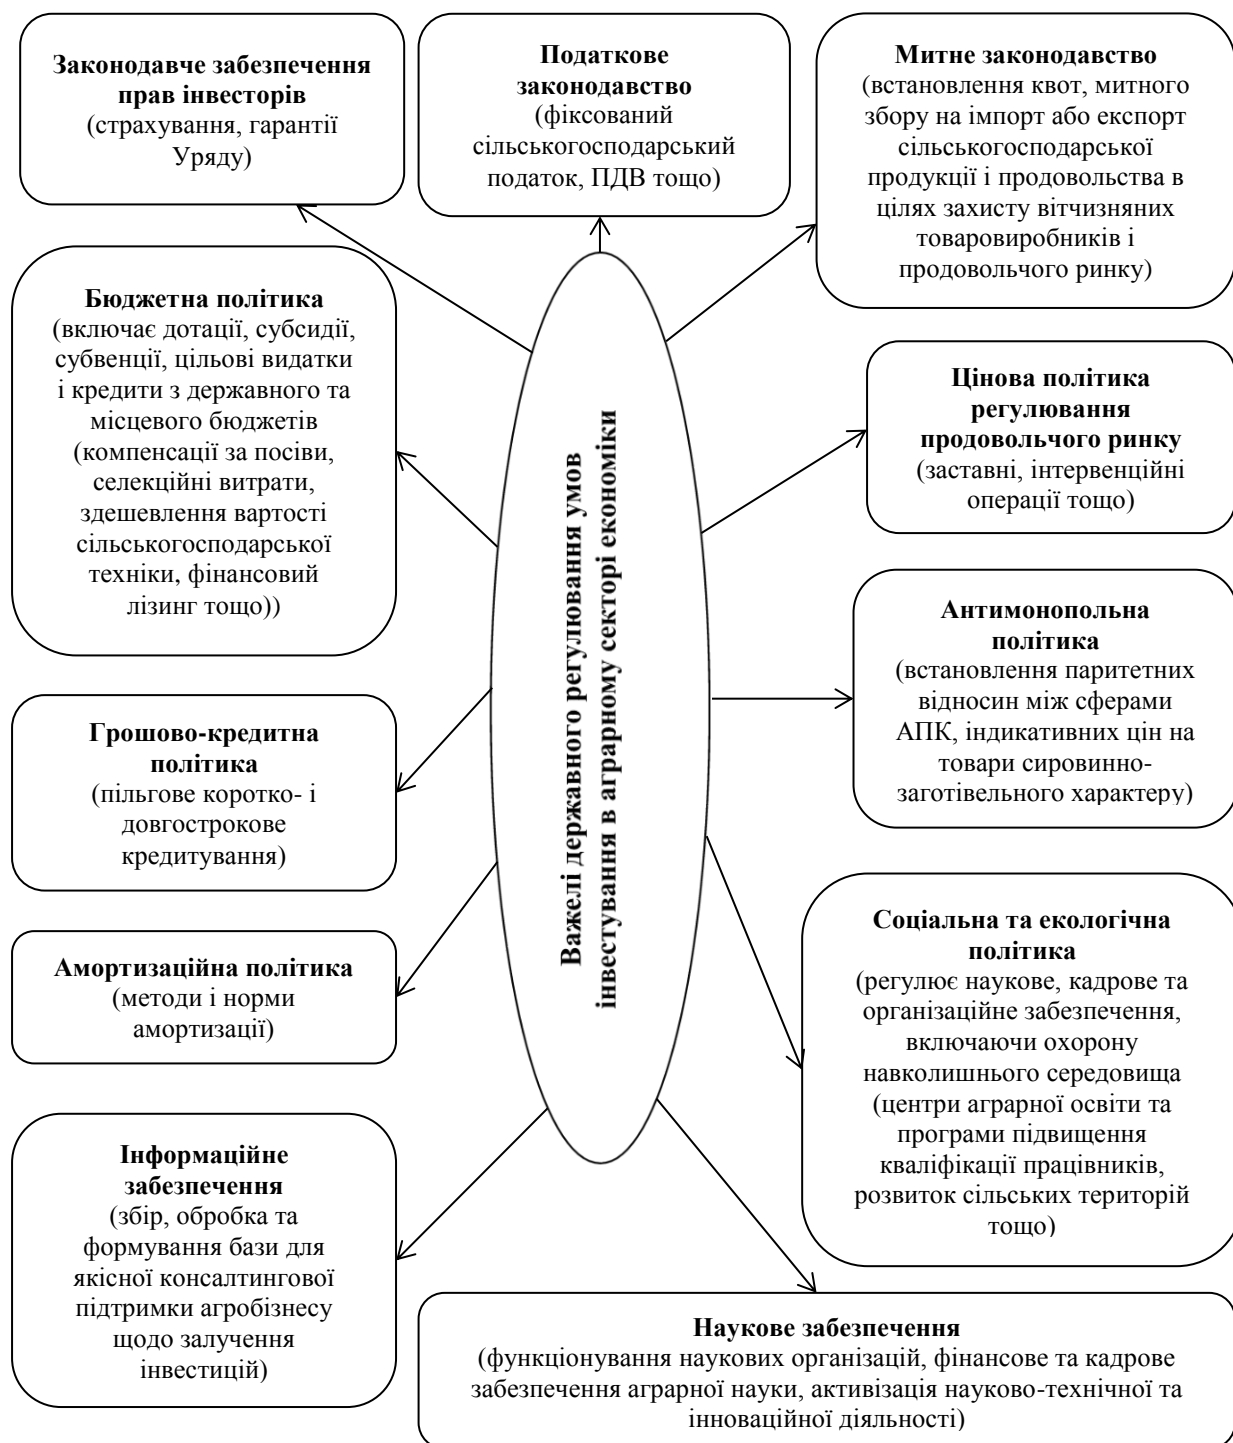 Законодавче забезпечення
прав інвесторів
(страхування, гарантії
Уряду)
Податкове
законодавство
(фіксований
сільськогосподарський
податок, ПДВ тощо)
Митне законодавство
(встановлення квот, митного
збору на імпорт або експорт
сільськогосподарської
продукції і продовольства в
цілях захисту вітчизняних
товаровиробників і
продовольчого ринку)
Бюджетна політика
(включає дотації, субсидії,
субвенції, цільові видатки
і кредити з державного та
місцевого бюджетів
(компенсації за посіви,
селекційні витрати,
здешевлення вартості
сільськогосподарської
техніки, фінансовий
лізинг тощо))
Цінова політика
регулювання
продовольчого ринку
(заставні, інтервенційні
операції тощо)
Важелі державного регулювання умов
інвестування в аграрному секторі економіки
Антимонопольна
політика
(встановлення паритетних
відносин між сферами
АПК, індикативних цін на
товари сировинно-
заготівельного характеру)
Грошово-кредитна
політика
(пільгове коротко- і
довгострокове
кредитування)
Соціальна та екологічна
політика
(регулює наукове, кадрове та
організаційне забезпечення,
включаючи охорону
навколишнього середовища
(центри аграрної освіти та
програми підвищення
кваліфікації працівників,
розвиток сільських територій
тощо)
Амортизаційна політика
(методи і норми
амортизації)
Інформаційне
забезпечення
(збір, обробка та
формування бази для
якісної консалтингової
підтримки агробізнесу
щодо залучення
інвестицій)
Наукове забезпечення
(функціонування наукових організацій, фінансове та кадрове
забезпечення аграрної науки, активізація науково-технічної та
інноваційної діяльності)